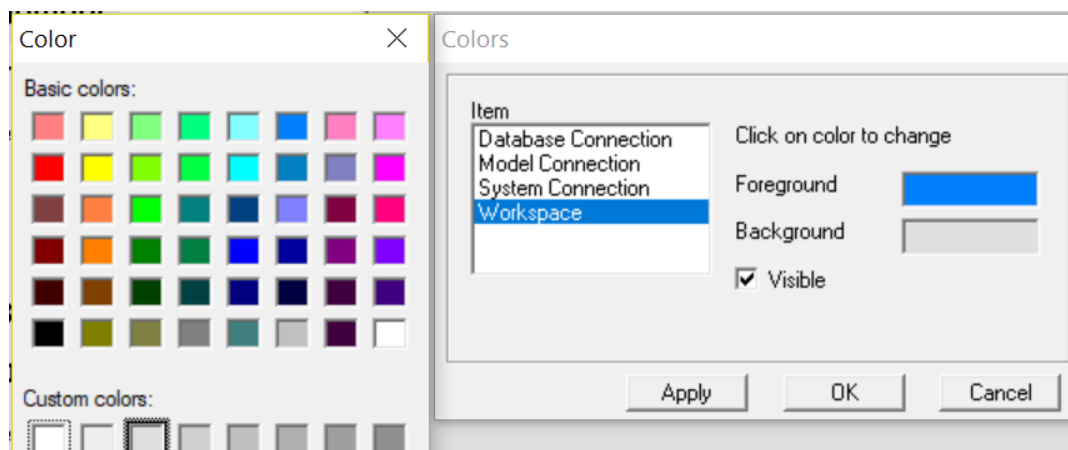 Color
Basic colors:
Custom colors:
Colors
Item
Database Connection
Model Connection
System Connection
Workspace
Click on color to change
Foreground
Background
Visible
Apply
OK
Cancel